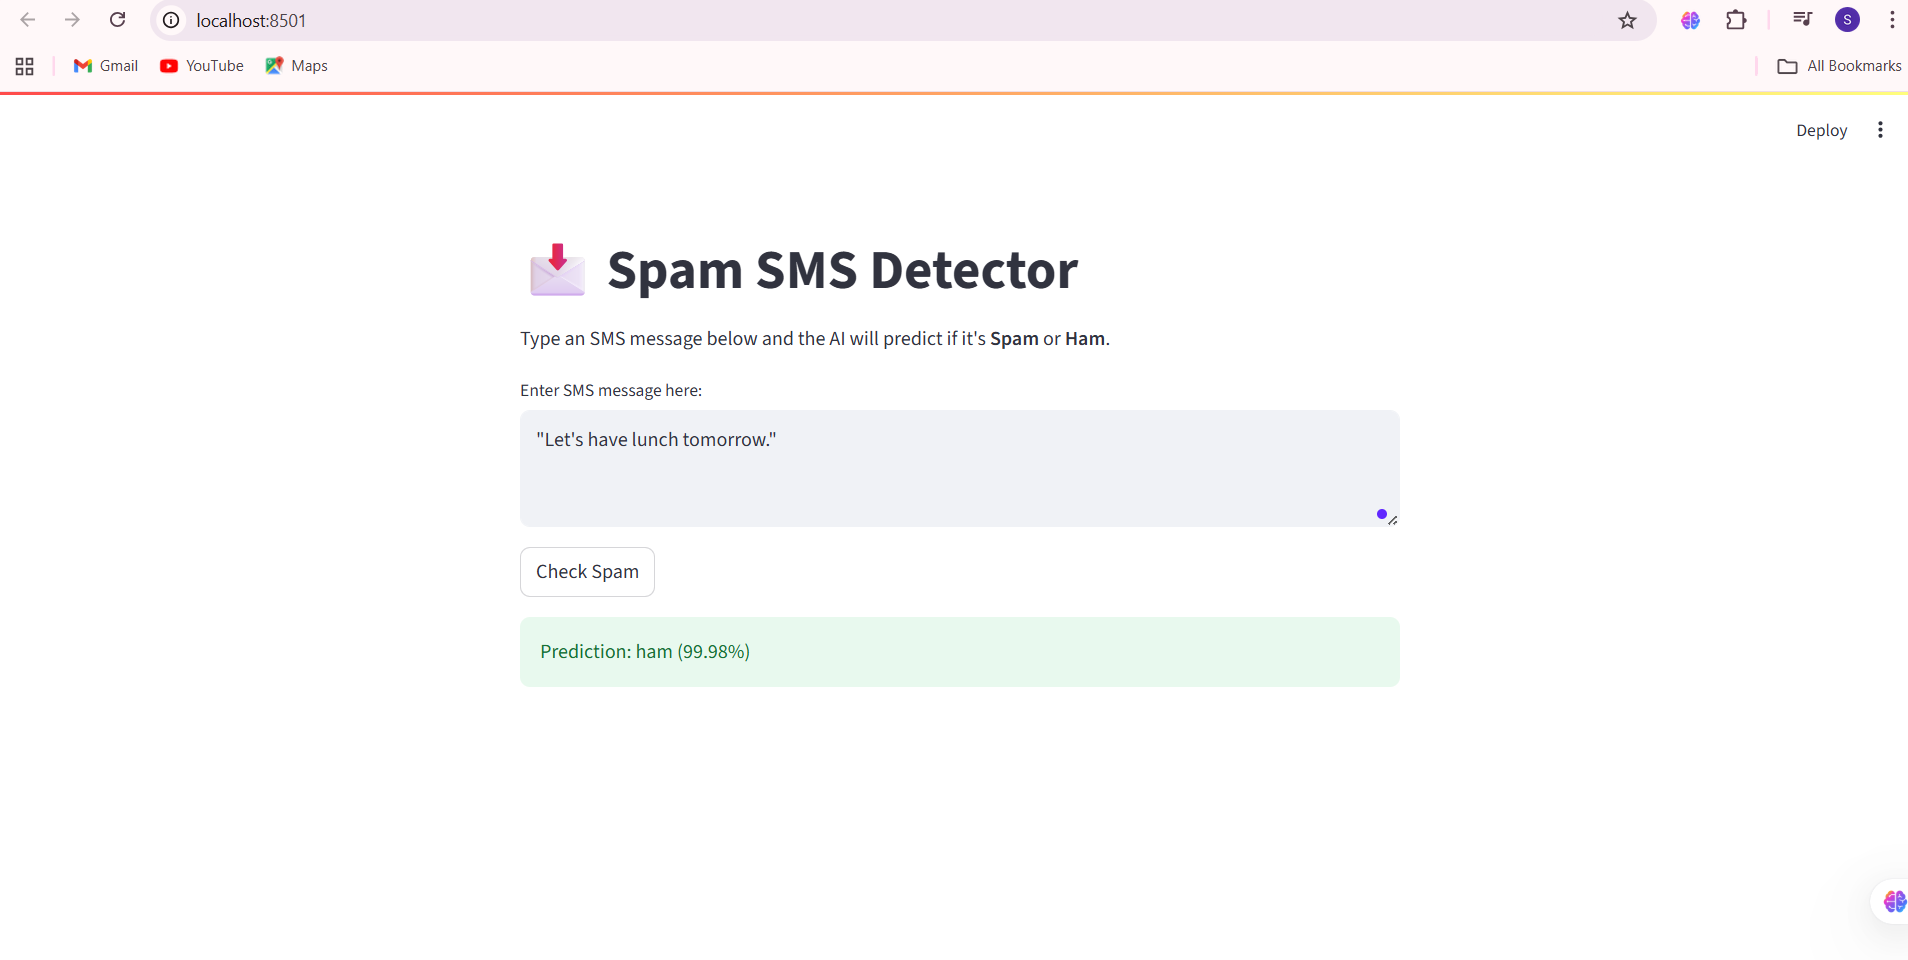 localhost:8501
S
Gmail YouTube Maps All Bookmarks
Deploy
Spam SMS Detector
Type an SMS message below and the AI will predict if it's Spam or Ham.
Enter SMS message here:
"Let's have lunch tomorrow."
Check Spam
Prediction: ham (99.98%)